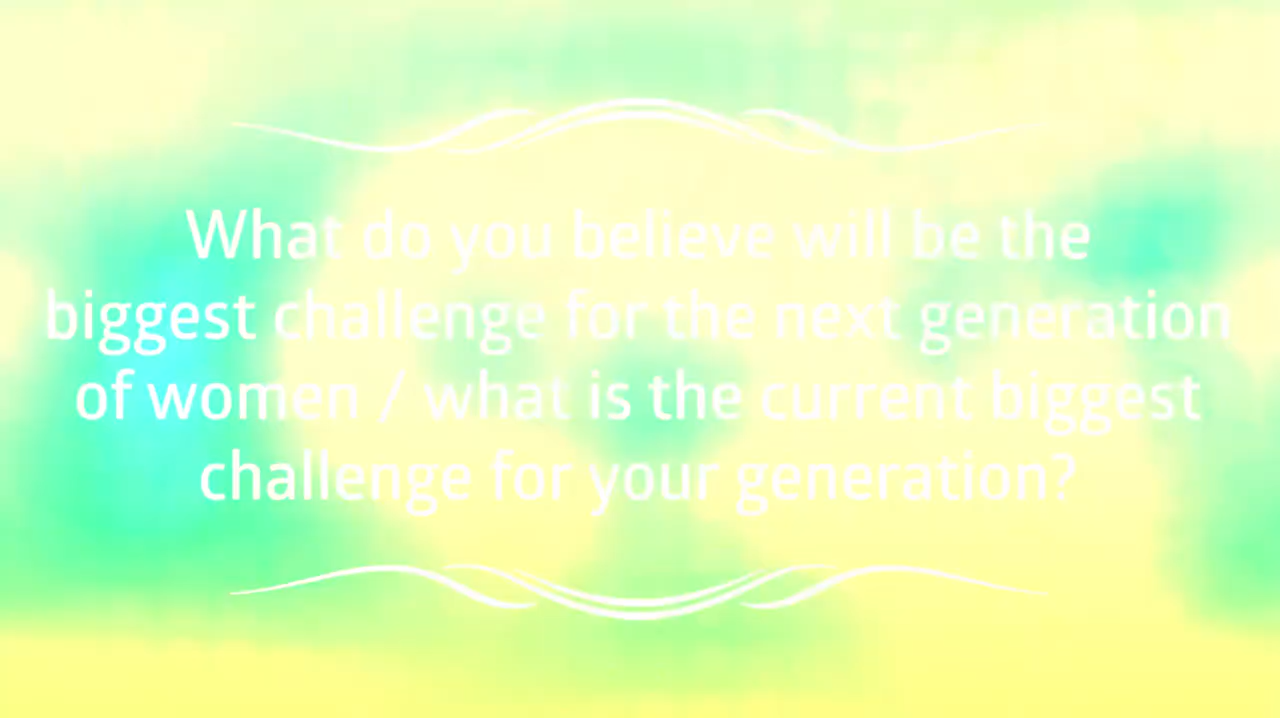 What do you believe will be the
biggest challenge for the next generation
of women / what is the current biggest
challenge for your generation?